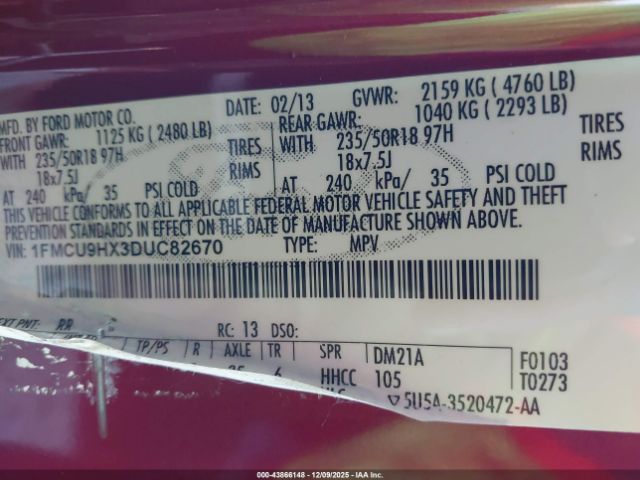 MFD. BY FORD MOTOR CO. DATE: 02/13 GVWR: 2159 KG ( 4760 LB)
FRONT GAWR: 1125 KG ( 2480 LB) REAR GAWR: 1040 KG ( 2293 LB)
WITH 235/50R18 97H TIRES WITH 235/50R18 97H TIRES
18x7.5J RIMS 18x7.5J RIMS
AT 240 kPa/ 35 PSI COLD AT 240 kPa/ 35 PSI COLD
THIS VEHICLE CONFORMS TO ALL APPLICABLE FEDERAL MOTOR VEHICLE SAFETY AND THEFT
PREVENTION STANDARDS IN EFFECT ON THE DATE OF MANUFACTURE SHOWN ABOVE.
VIN: 1FMCU9HX3DUC82670 TYPE: MPV
EXT PNT: RR RC: 13 DSO:
TP/PS R AXLE TR SPR DM21A F0103
6 HHCC 105 T0273
5U5A-3520472-AA
000-43866148 - 12/09/2025 - IAAI.COM